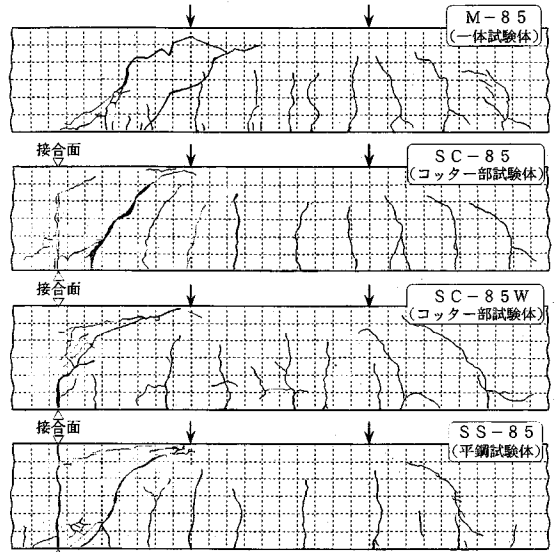 M-85
(一体試験体)
接合面
SC-85
(コッター部試験体)
接合面
SC-85W
(コッター部試験体)
接合面
SS-85
(平鋼試験体)